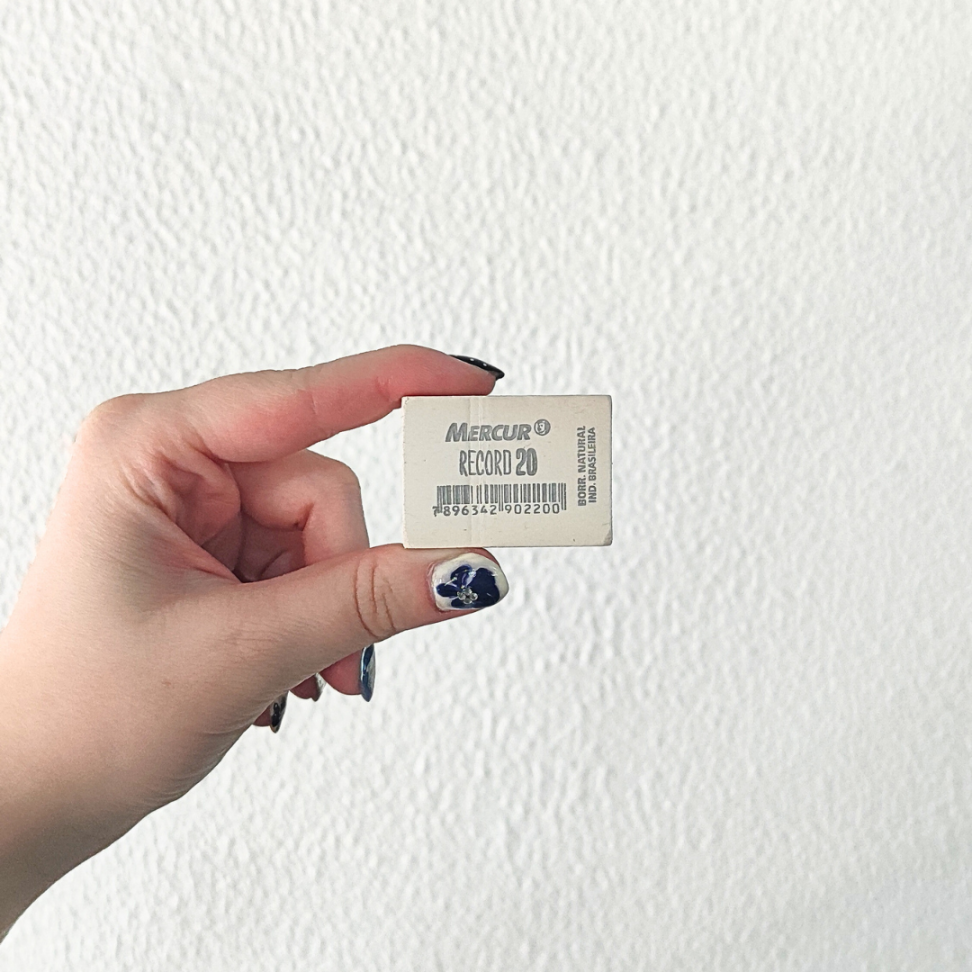 MERCUR
RECORD 20
7896342902200
BORR. NATURAL
IND. BRASILEIRA